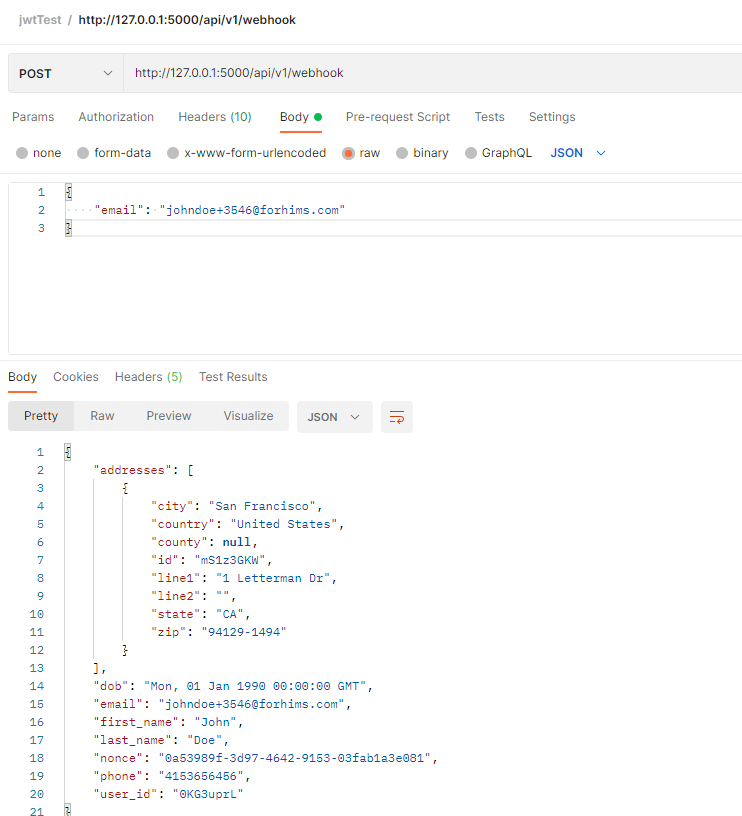 jwtTest / http://127.0.0.1:5000/api/v1/webhook
POST http://127.0.0.1:5000/api/v1/webhook
Params Authorization Headers (10) Body Pre-request Script Tests Settings
none form-data x-www-form-urlencoded raw binary GraphQL JSON
1 {
2 "email": "johndoe+3546@forhims.com"
3 }
Body Cookies Headers (5) Test Results
Pretty Raw Preview Visualize JSON
1 {
2 "addresses": [
3 {
4 "city": "San Francisco",
5 "country": "United States",
6 "county": null,
7 "id": "mS1z3GKW",
8 "line1": "1 Letterman Dr",
9 "line2": "",
10 "state": "CA",
11 "zip": "94129-1494"
12 }
13 ],
14 "dob": "Mon, 01 Jan 1990 00:00:00 GMT",
15 "email": "johndoe+3546@forhims.com",
16 "first_name": "John",
17 "last_name": "Doe",
18 "nonce": "0a53989f-3d97-4642-9153-03fab1a3e081",
19 "phone": "4153656456",
20 "user_id": "0KG3uprL"
21 }